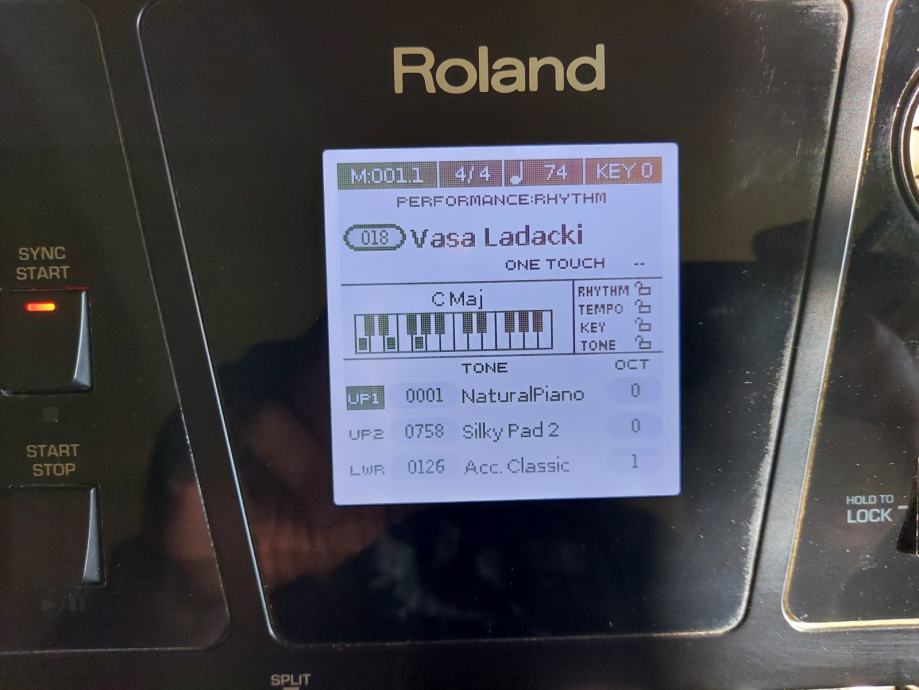 Roland
M:001.1 4/4 ♩ 74 KEY 0
PERFORMANCE:RHYTHM
018 Vasa Ladacki
ONE TOUCH --
C Maj
RHYTHM
TEMPO
KEY
TONE
TONE OCT
UP1 0001 NaturalPiano 0
UP2 0758 Silky Pad 2 0
LWR 0126 Acc. Classic 1
SYNC
START
START
STOP
HOLD TO
LOCK
SPLIT